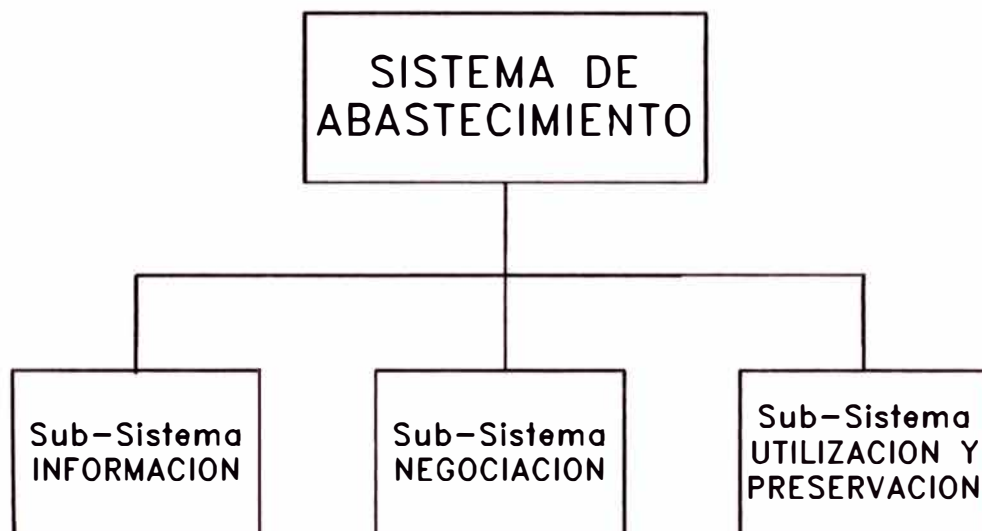 SISTEMA DE
ABASTECIMIENTO
Sub-Sistema
INFORMACION
Sub-Sistema
NEGOCIACION
Sub-Sistema
UTILIZACION Y
PRESERVACION